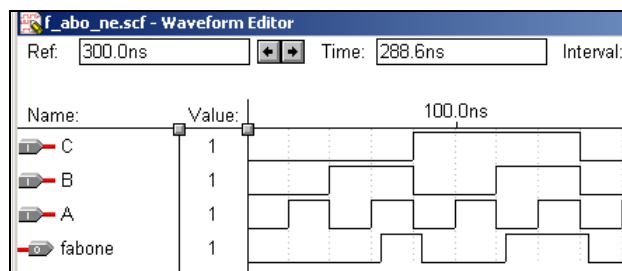 f_abo_ne.scf - Waveform Editor
Ref: 300.0ns Time: 288.6ns Interval:
100.0ns
Name: Value:
C 1
B 1
A 1
fabone 1